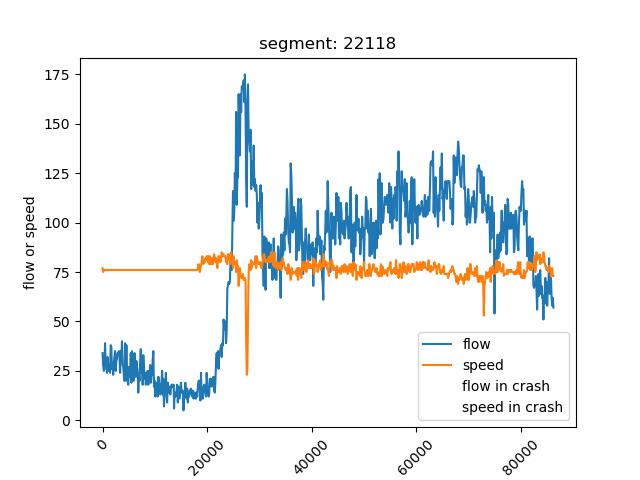 segment: 22118
flow or speed
175
150
125
100
75
50
25
0
0
20000
40000
60000
80000
flow
speed
flow in crash
speed in crash